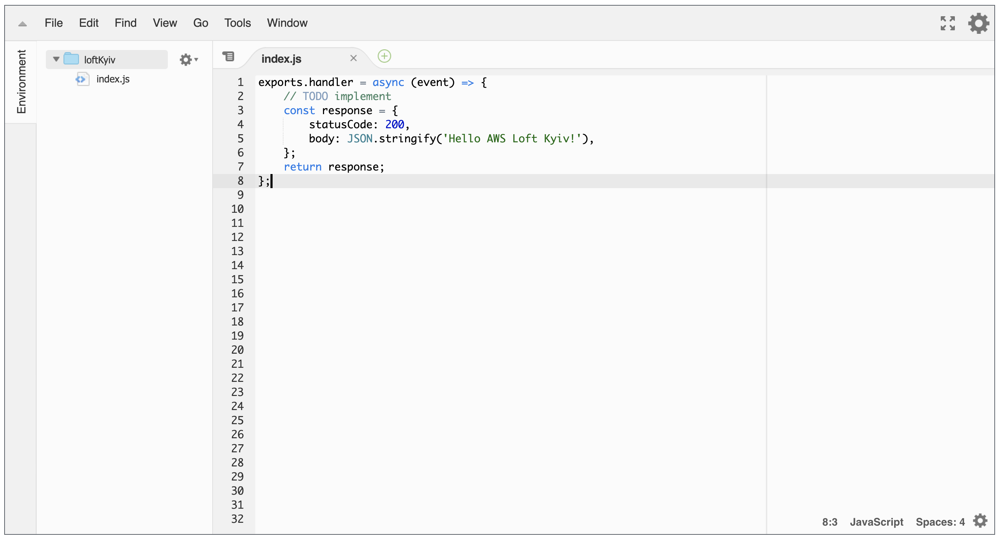 File Edit Find View Go Tools Window
Environment
loftKyiv
index.js
index.js
1 exports.handler = async (event) => {
2     // TODO implement
3     const response = {
4         statusCode: 200,
5         body: JSON.stringify('Hello AWS Loft Kyiv!'),
6     };
7     return response;
8 };
9
10
11
12
13
14
15
16
17
18
19
20
21
22
23
24
25
26
27
28
29
30
31
32
8:3 JavaScript Spaces: 4